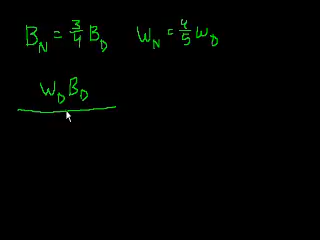 B_N = 3/4 B_D   W_N = 4/5 W_D
W_D B_D